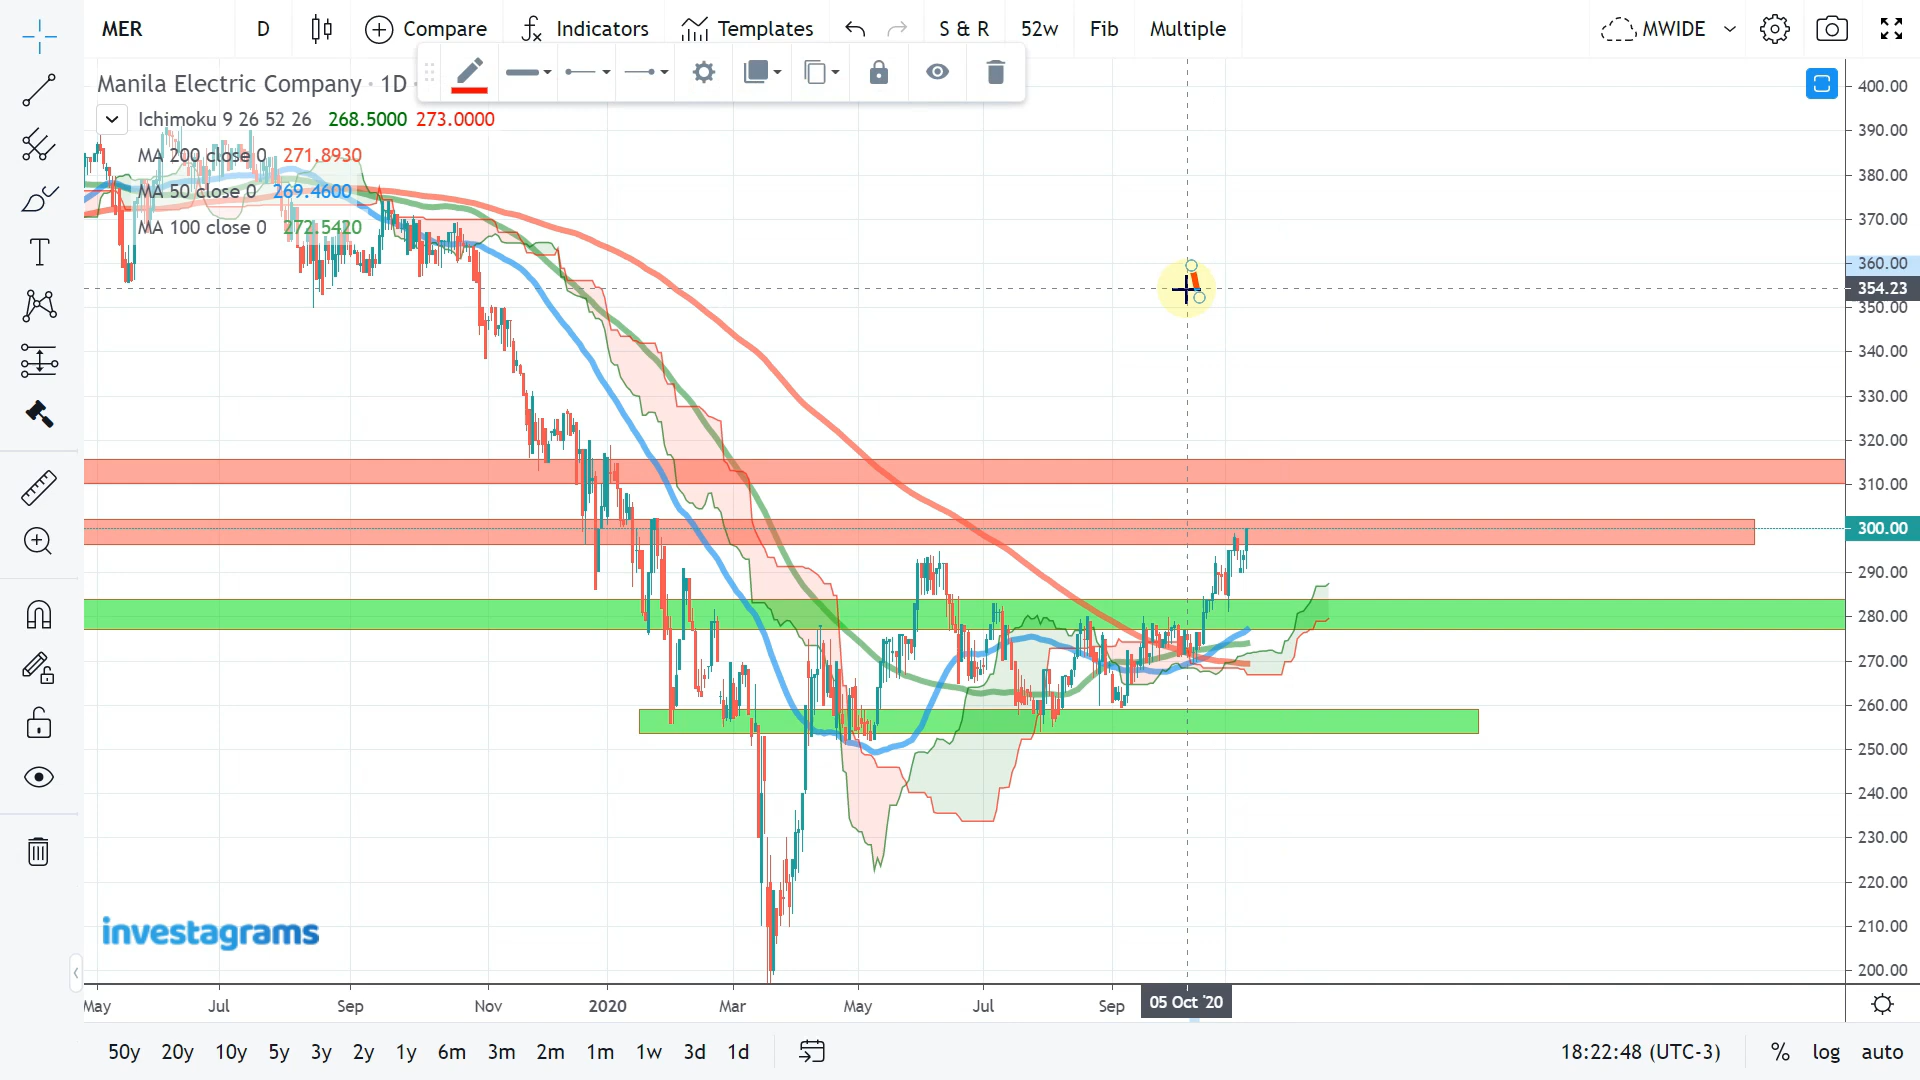 MER D Compare Indicators Templates S & R 52w Fib Multiple MWIDE
Manila Electric Company · 1D ·
Ichimoku 9 26 52 26 268.5000 273.0000
MA 200 close 0 271.8930
MA 50 close 0 269.4600
MA 100 close 0 272.5420
400.00
390.00
380.00
370.00
360.00
354.23
350.00
340.00
330.00
320.00
310.00
300.00
290.00
280.00
270.00
260.00
250.00
240.00
230.00
220.00
210.00
200.00
investagrams
May Jul Sep Nov 2020 Mar May Jul Sep 05 Oct '20
50y 20y 10y 5y 3y 2y 1y 6m 3m 2m 1m 1w 3d 1d 18:22:48 (UTC-3) % log auto